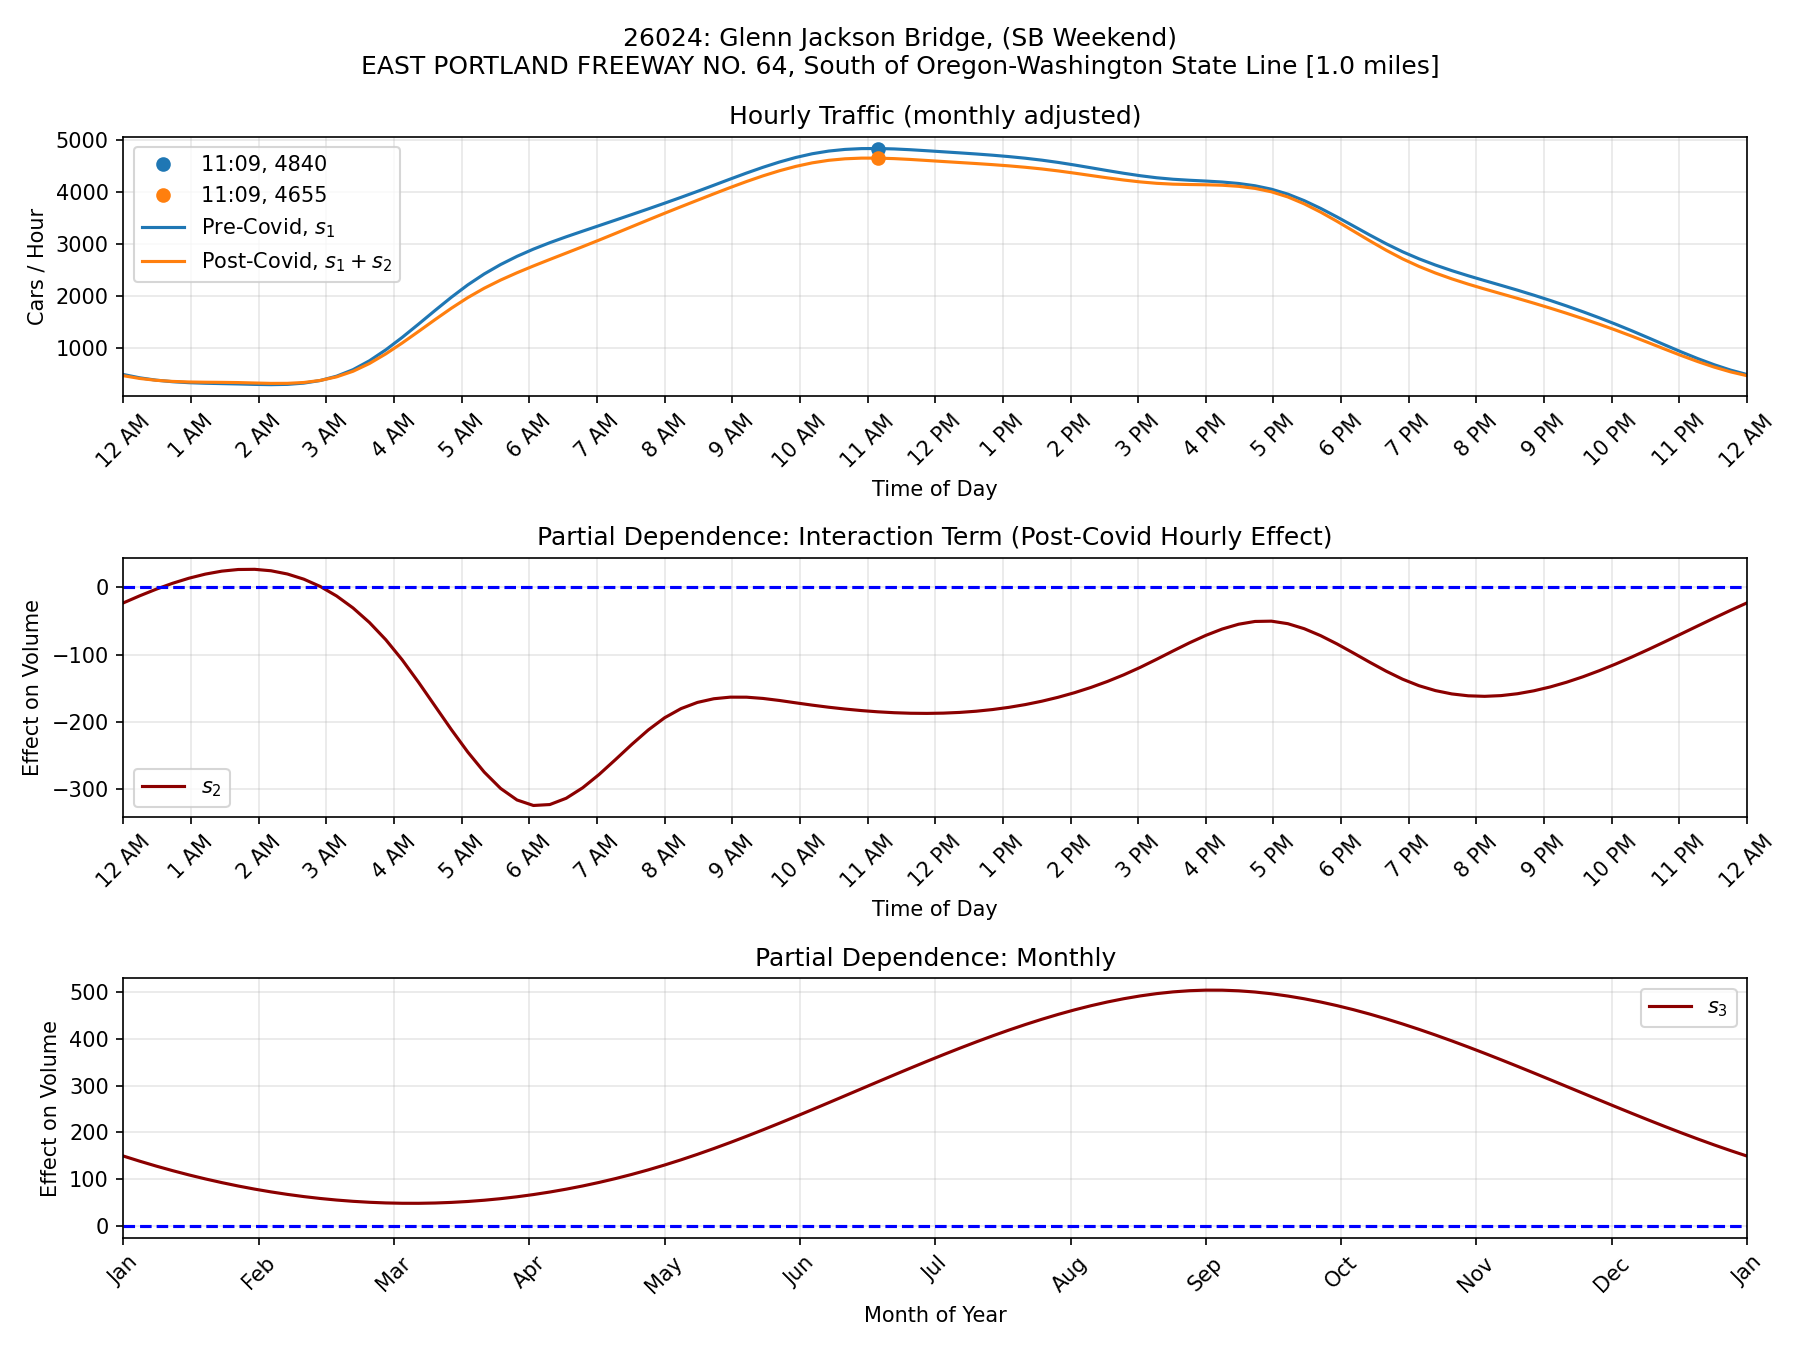 26024: Glenn Jackson Bridge, (SB Weekend)
EAST PORTLAND FREEWAY NO. 64, South of Oregon-Washington State Line [1.0 miles]
Hourly Traffic (monthly adjusted)
Cars / Hour
5000
4000
3000
2000
1000
11:09, 4840
11:09, 4655
Pre-Covid, s1
Post-Covid, s1 + s2
12 AM 1 AM 2 AM 3 AM 4 AM 5 AM 6 AM 7 AM 8 AM 9 AM 10 AM 11 AM 12 PM 1 PM 2 PM 3 PM 4 PM 5 PM 6 PM 7 PM 8 PM 9 PM 10 PM 11 PM 12 AM
Time of Day
Partial Dependence: Interaction Term (Post-Covid Hourly Effect)
Effect on Volume
0
−100
−200
−300
s2
12 AM 1 AM 2 AM 3 AM 4 AM 5 AM 6 AM 7 AM 8 AM 9 AM 10 AM 11 AM 12 PM 1 PM 2 PM 3 PM 4 PM 5 PM 6 PM 7 PM 8 PM 9 PM 10 PM 11 PM 12 AM
Time of Day
Partial Dependence: Monthly
Effect on Volume
500
400
300
200
100
0
s3
Jan Feb Mar Apr May Jun Jul Aug Sep Oct Nov Dec Jan
Month of Year